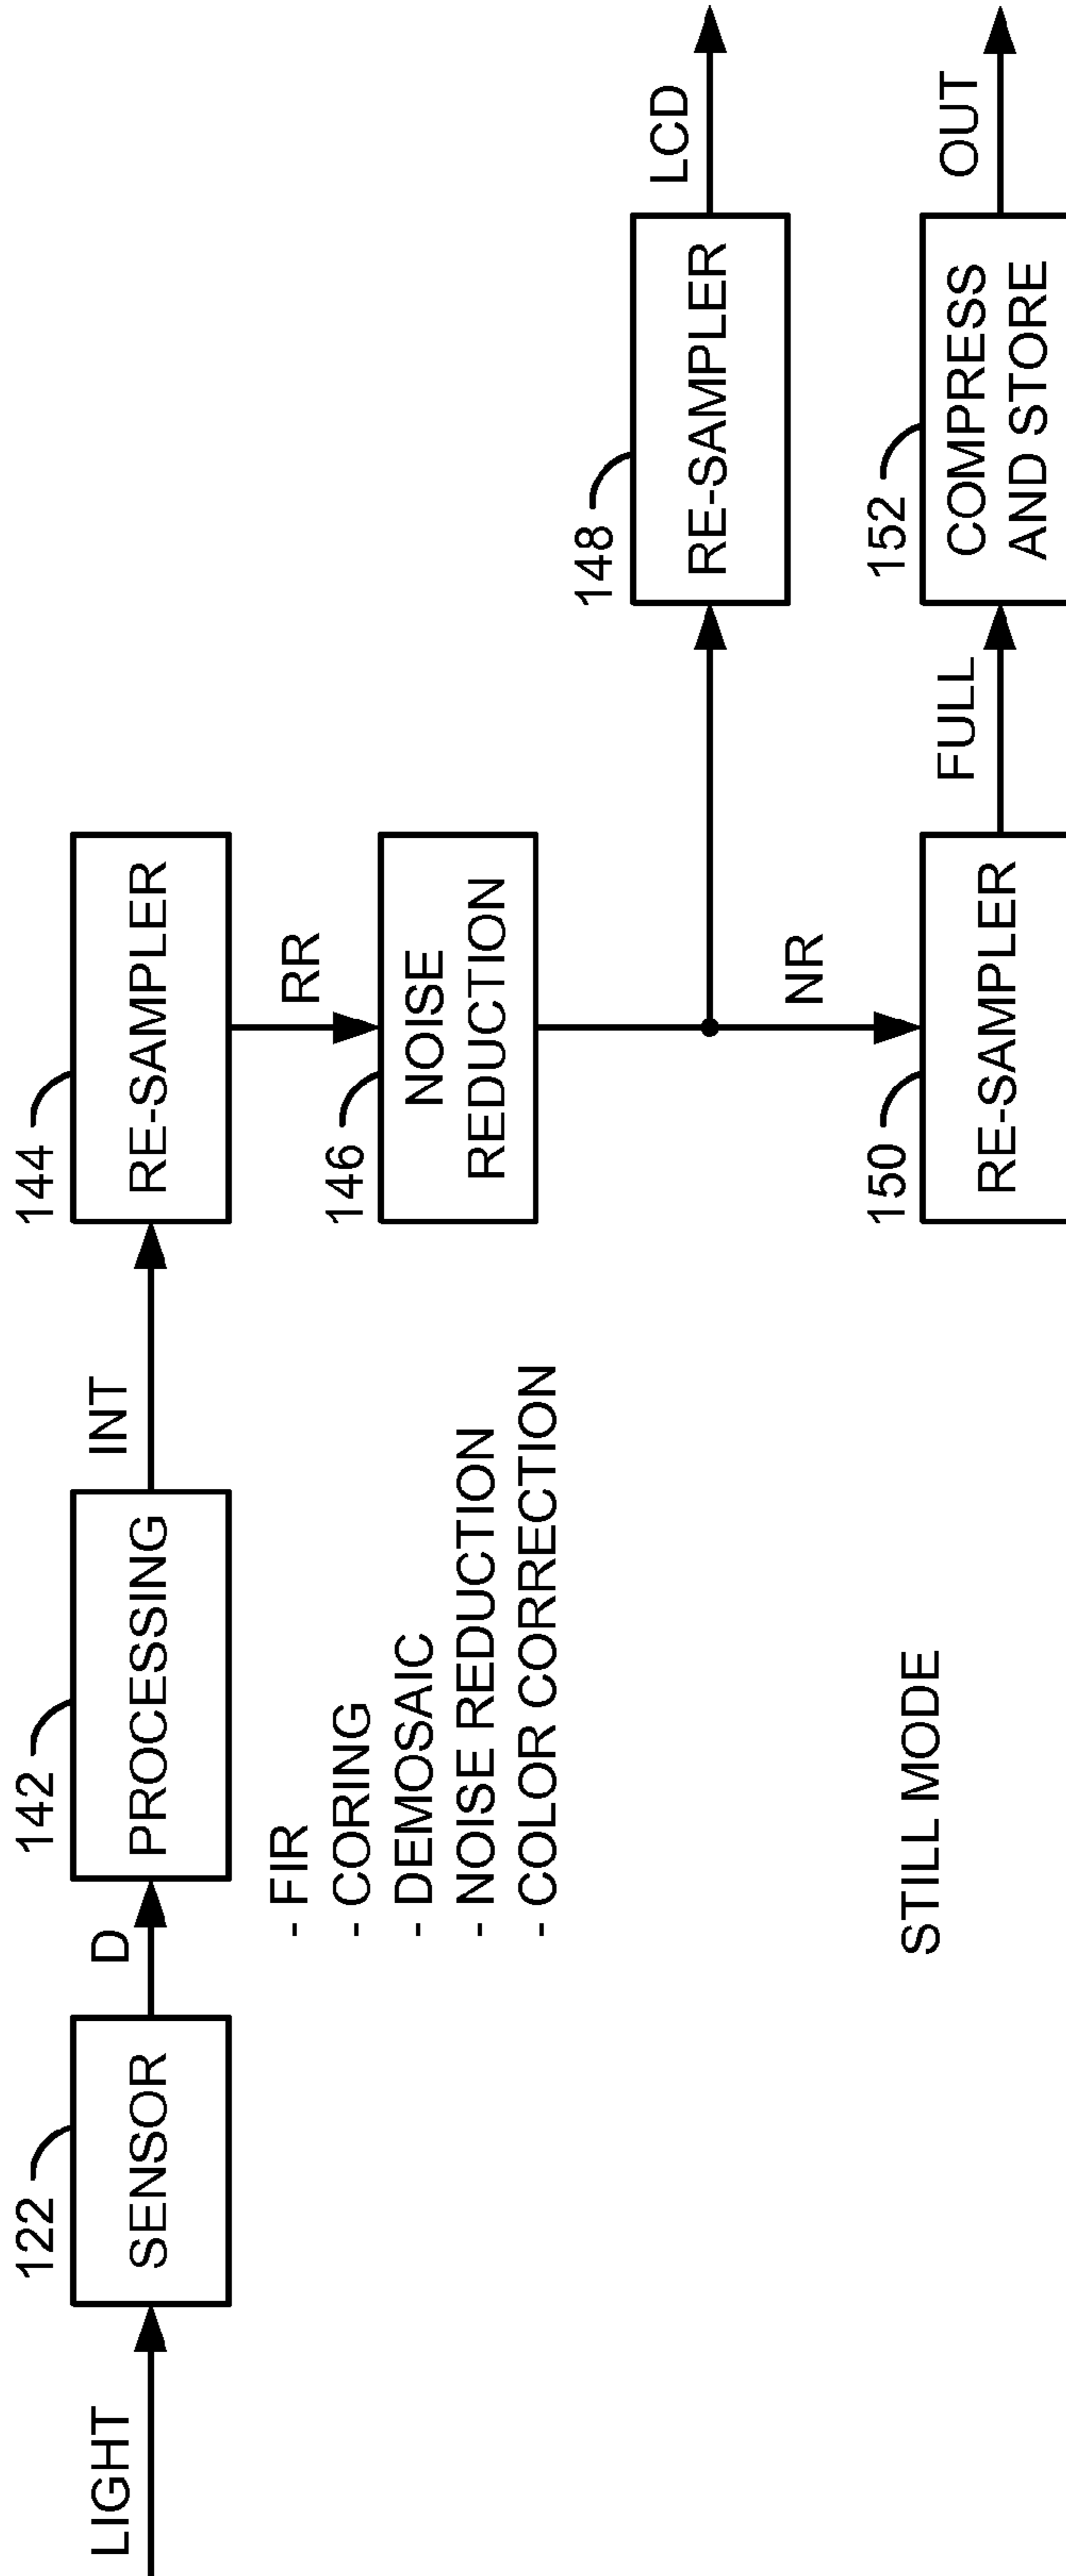 LIGHT
122
SENSOR
D
142
PROCESSING
- FIR
- CORING
- DEMOSAIC
- NOISE REDUCTION
- COLOR CORRECTION
INT
144
RE-SAMPLER
RR
146
NOISE
REDUCTION
NR
148
RE-SAMPLER
LCD
150
RE-SAMPLER
FULL
152
COMPRESS
AND STORE
OUT
STILL MODE